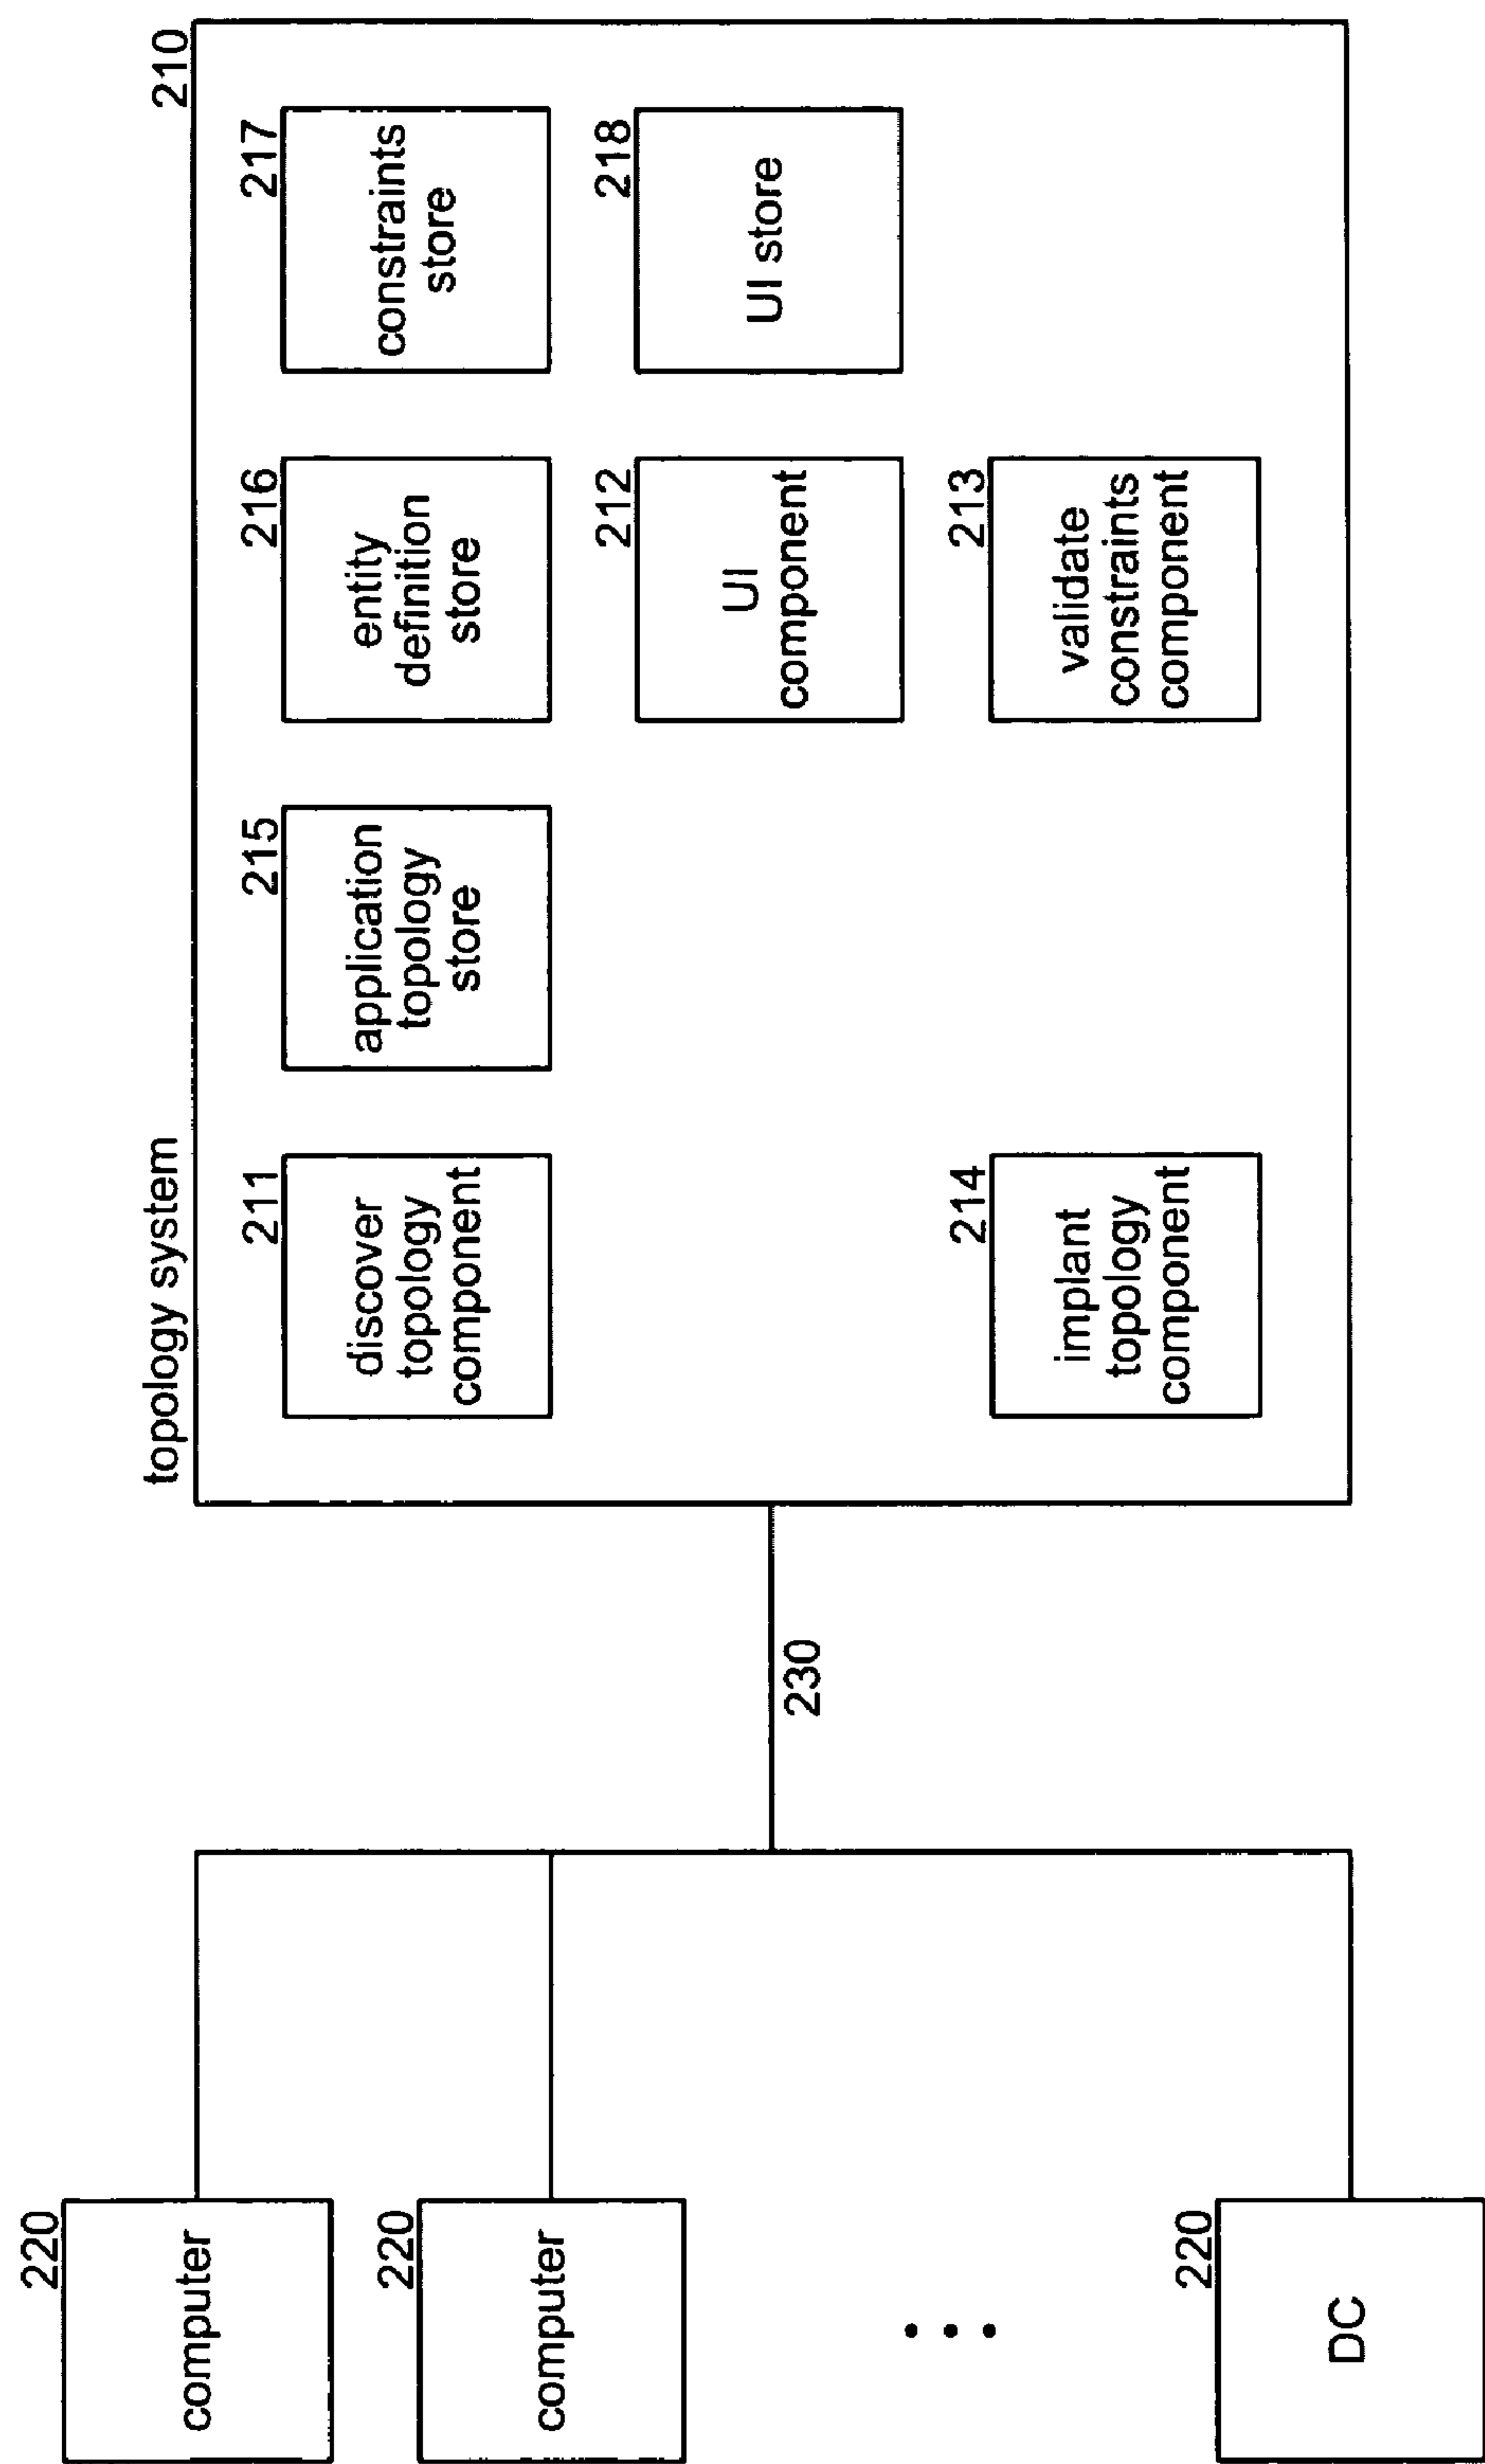 topology system
210
211
discover
topology
component
215
application
topology
store
216
entity
definition
store
217
constraints
store
212
UI
component
218
UI store
214
implant
topology
component
213
validate
constraints
component
230
220
computer
220
computer
220
DC